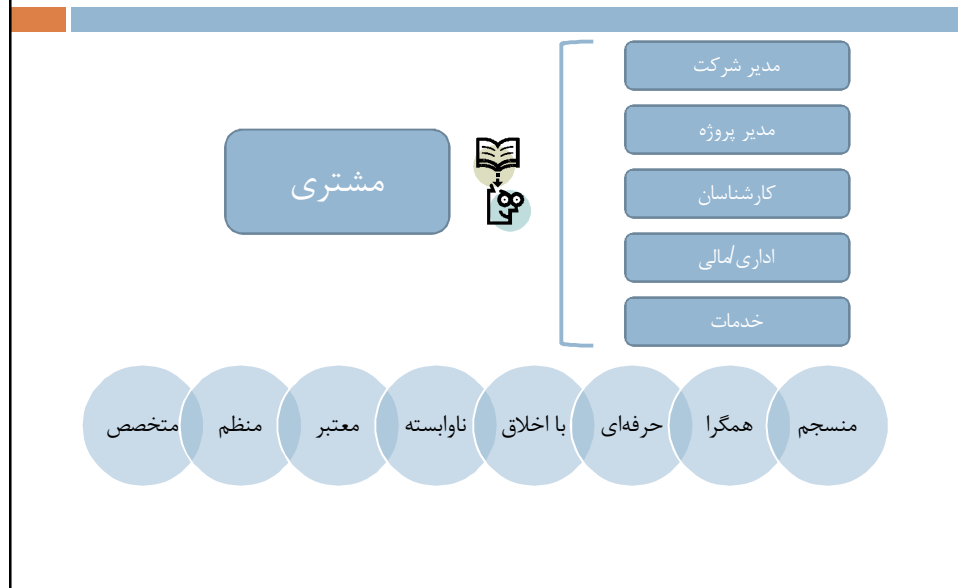 مدیر شرکت
مدیر پروژه
مشتری
کارشناسان
اداری/مالی
خدمات
منسجم
همگرا
حرفه‌ای
با اخلاق
ناوابسته
معتبر
منظم
متخصص